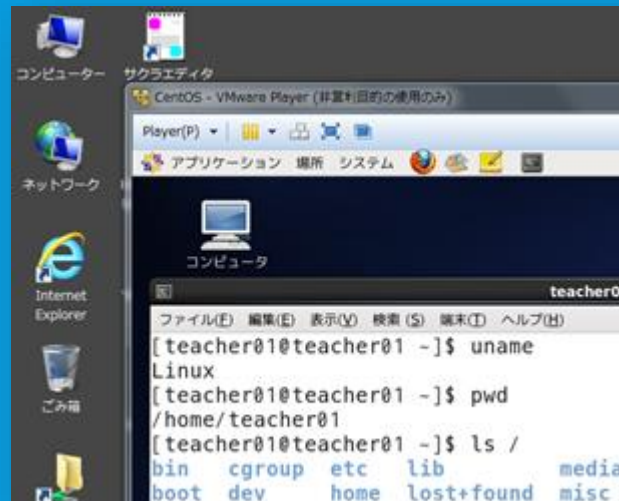 コンピューター
サクラエディタ
CentOS - VMware Player (非営利目的の使用のみ)
Player(P)
アプリケーション 場所 システム
ネットワーク
コンピュータ
Internet
Explorer
teacher0
ファイル(F) 編集(E) 表示(V) 検索 (S) 端末(T) ヘルプ(H)
[teacher01@teacher01 ~]$ uname
Linux
[teacher01@teacher01 ~]$ pwd
/home/teacher01
[teacher01@teacher01 ~]$ ls /
bin cgroup etc lib media
boot dev home lost+found misc
ごみ箱